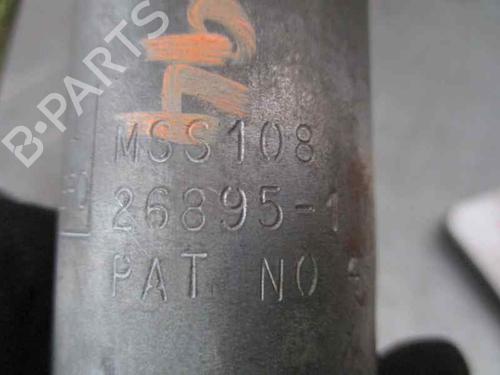 MSS108
26895-1
PAT. NO
B-PARTS